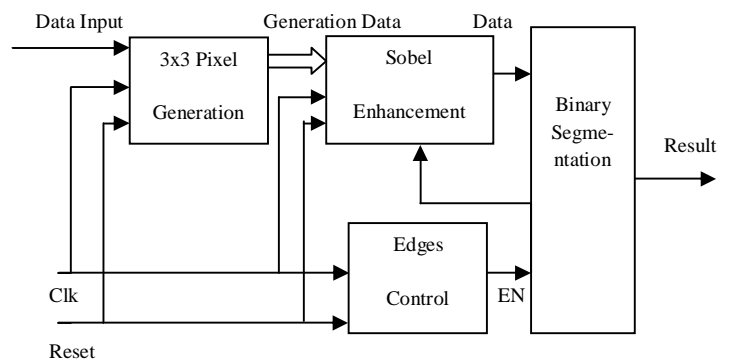 Data Input
Generation Data
Data
3x3 Pixel
Generation
Sobel
Enhancement
Binary
Segme-
ntation
Result
Edges
Control
Clk
EN
Reset